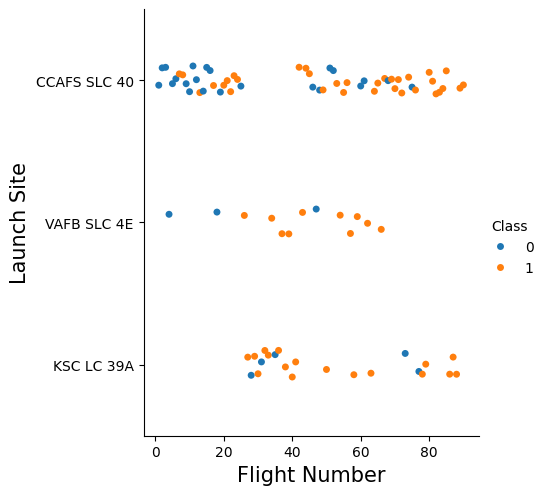 CCAFS SLC 40
VAFB SLC 4E
KSC LC 39A
Launch Site
0
20
40
60
80
Flight Number
Class
0
1